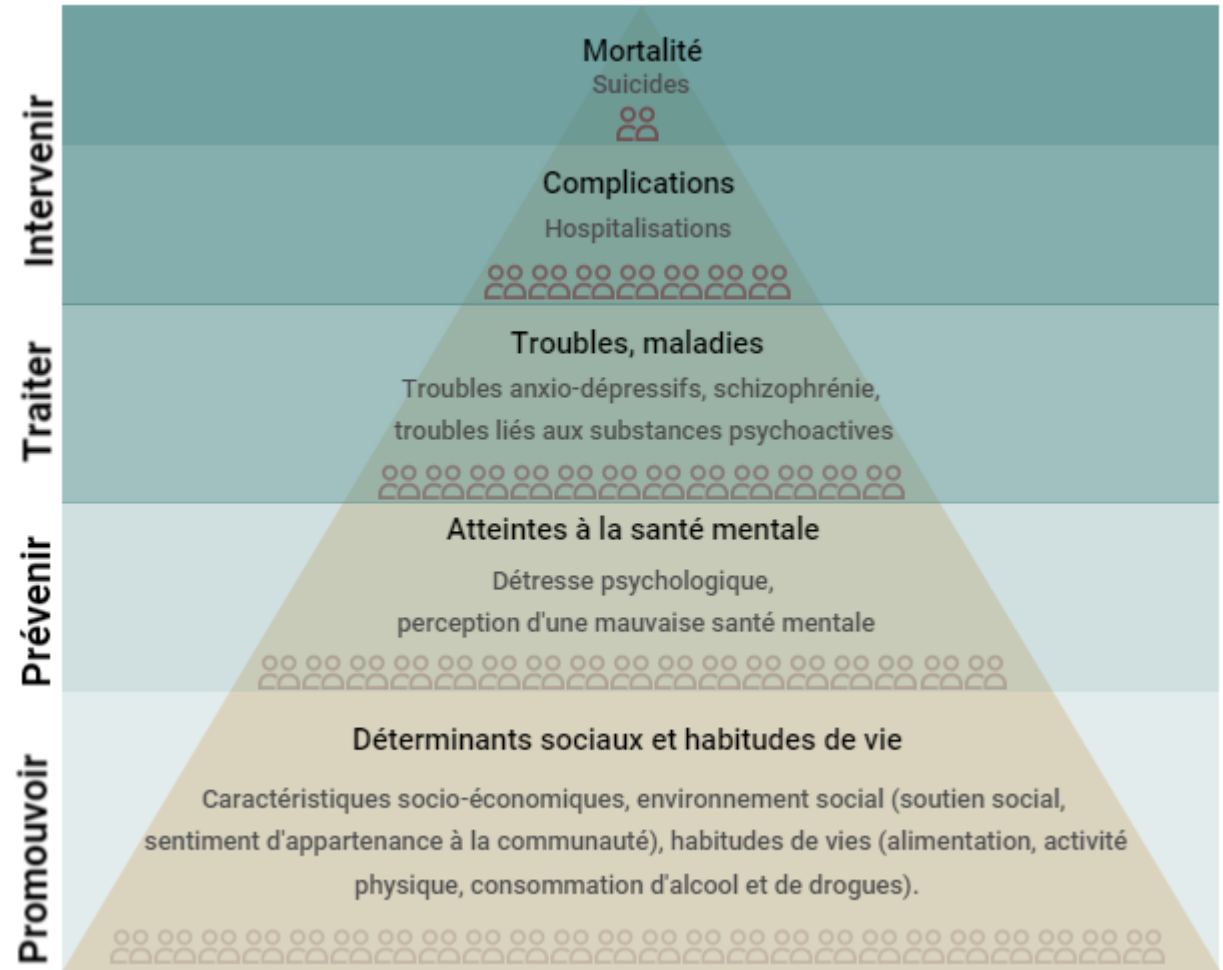 Intervenir
Mortalité
Suicides
Complications
Hospitalisations
Traiter
Troubles, maladies
Troubles anxio-dépressifs, schizophrénie,
troubles liés aux substances psychoactives
Prévenir
Atteintes à la santé mentale
Détresse psychologique,
perception d'une mauvaise santé mentale
Promouvoir
Déterminants sociaux et habitudes de vie
Caractéristiques socio-économiques, environnement social (soutien social,
sentiment d'appartenance à la communauté), habitudes de vies (alimentation, activité
physique, consommation d'alcool et de drogues).